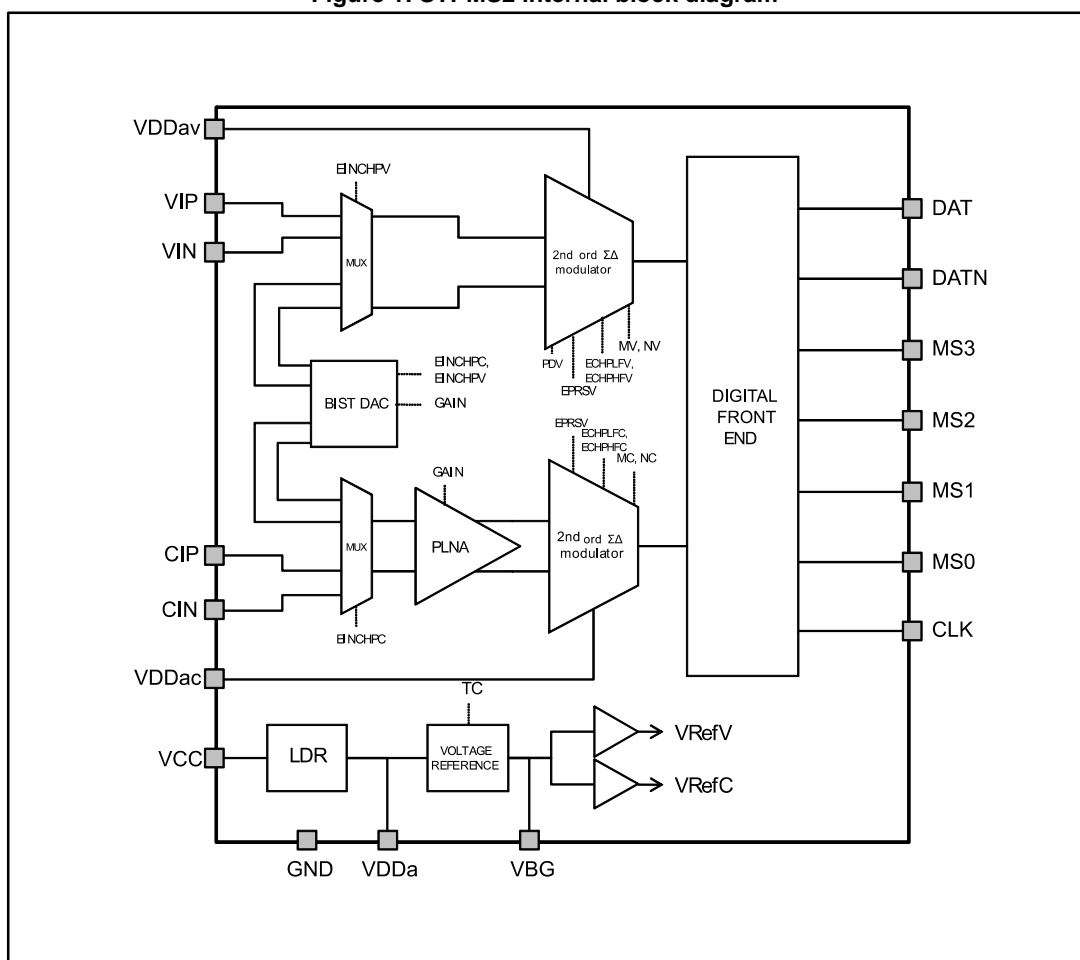 Figure 1. STPMS2 internal block diagram
VDDav
VIP
VIN
EINCHPV
MUX
2nd ord ΣΔ
modulator
PDV
EPRSV
ECHPLFV,
ECHPHFV
MV, NV
BIST DAC
EINCHPC,
EINCHPV
GAIN
DIGITAL
FRONT
END
DAT
DATN
MS3
MS2
MS1
MS0
CLK
EPRSV
ECHPLFC,
ECHPHFC
MC, NC
GAIN
MUX
PLNA
2nd ord ΣΔ
modulator
CIP
CIN
EINCHPC
VDDac
TC
VCC
LDR
VOLTAGE
REFERENCE
VRefV
VRefC
GND
VDDa
VBG